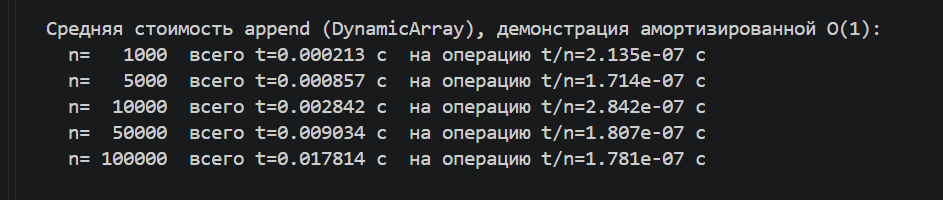 Средняя стоимость append (DynamicArray), демонстрация амортизированной O(1):
n=   1000  всего t=0.000213 с  на операцию t/n=2.135e-07 с
n=   5000  всего t=0.000857 с  на операцию t/n=1.714e-07 с
n=  10000  всего t=0.002842 с  на операцию t/n=2.842e-07 с
n=  50000  всего t=0.009034 с  на операцию t/n=1.807e-07 с
n= 100000  всего t=0.017814 с  на операцию t/n=1.781e-07 с